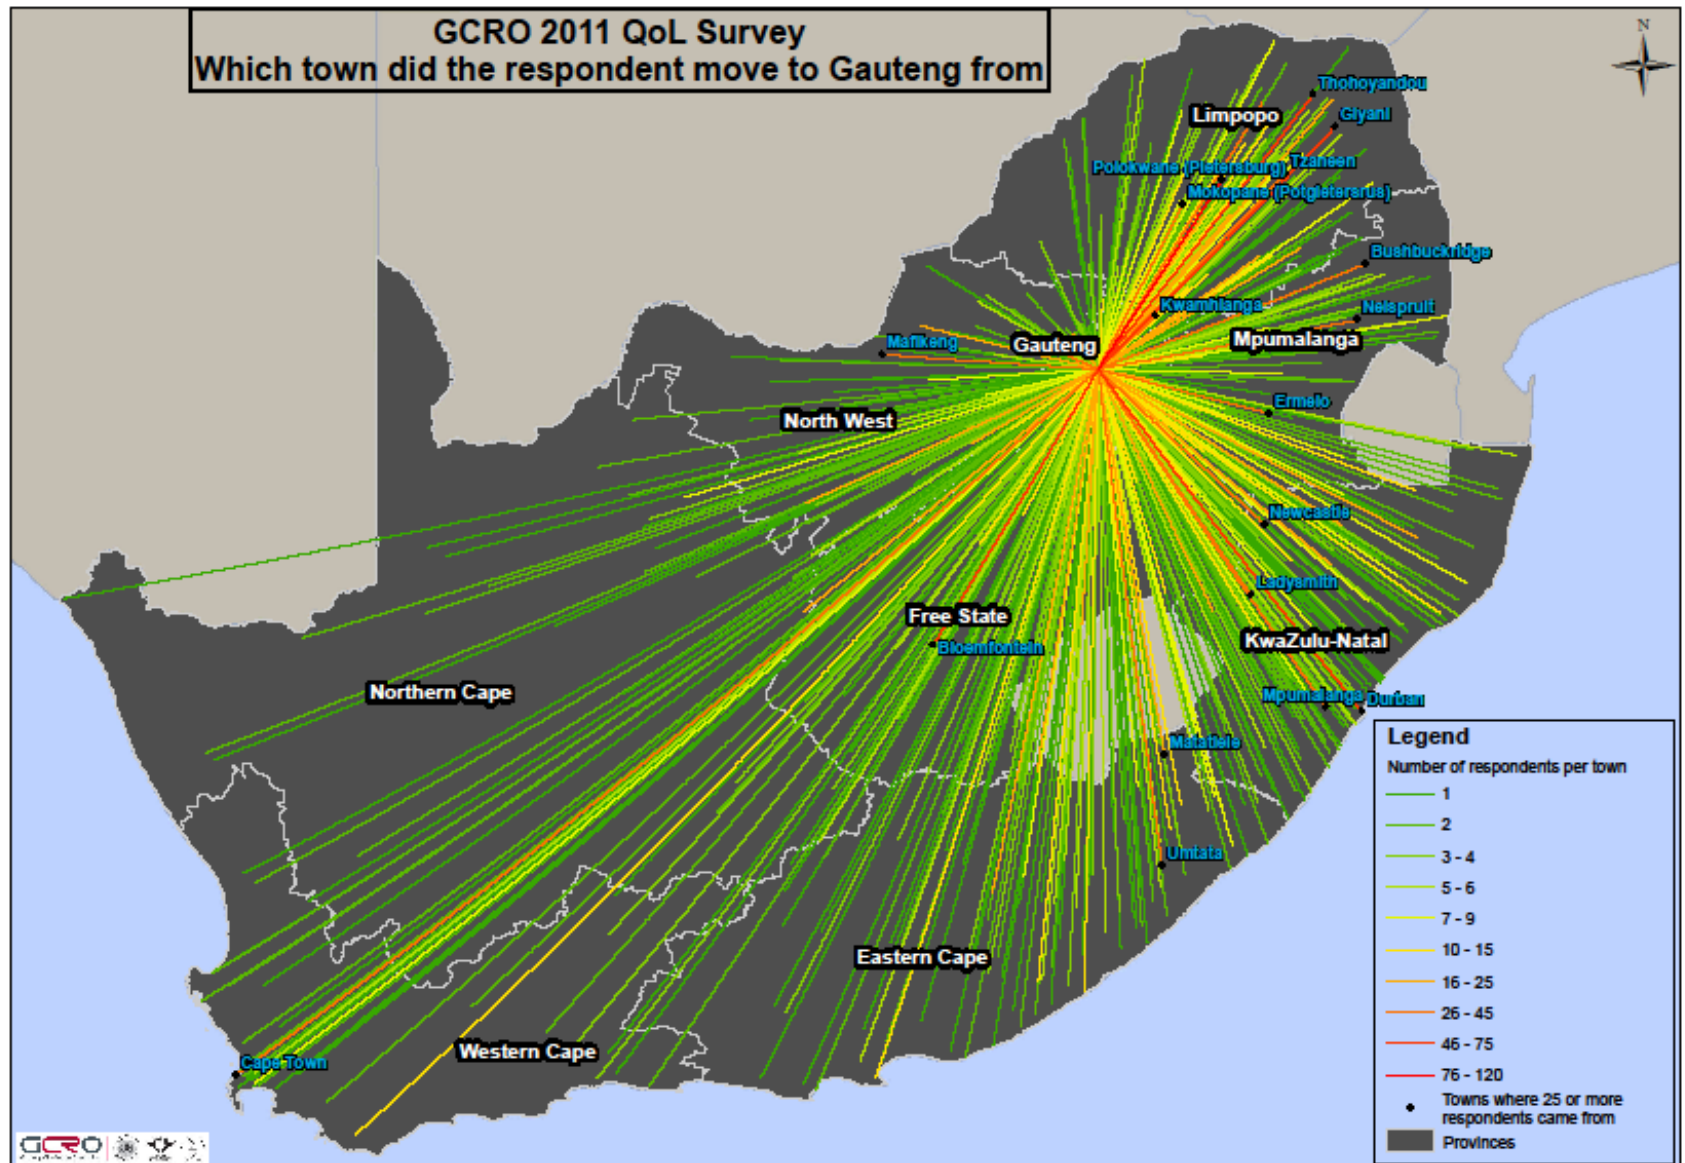 GCRO 2011 QoL Survey
Which town did the respondent move to Gauteng from
N
Thohoyandou
Limpopo
Giyani
Polokwane (Pietersburg)
Tzaneen
Mokopane (Potgietersrus)
Bushbuckridge
Kwamhlanga
Nelspruit
Mafikeng
Gauteng
Mpumalanga
Ermelo
North West
Newcastle
Ladysmith
Free State
KwaZulu-Natal
Bloemfontein
Northern Cape
Mpumalanga
Durban
Matatiele
Umtata
Eastern Cape
Western Cape
Cape Town
Legend
Number of respondents per town
1
2
3 - 4
5 - 6
7 - 9
10 - 15
16 - 25
26 - 45
46 - 75
76 - 120
Towns where 25 or more
respondents came from
Provinces
GCRO